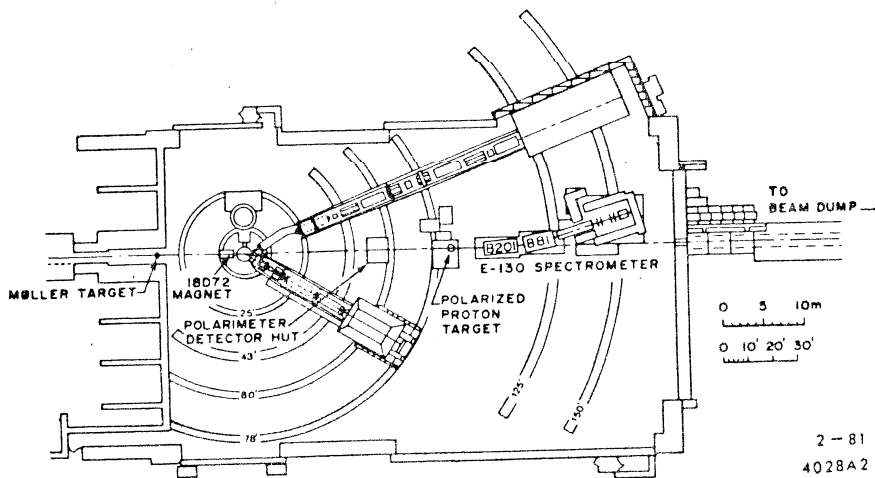 TO
BEAM DUMP
B201
B81
E-130 SPECTROMETER
MØLLER TARGET
18D72
MAGNET
POLARIMETER
DETECTOR HUT
POLARIZED
PROTON
TARGET
0 5 10m
0 10' 20' 30'
25'
43'
80'
78'
125'
150'
2-81
4028A2